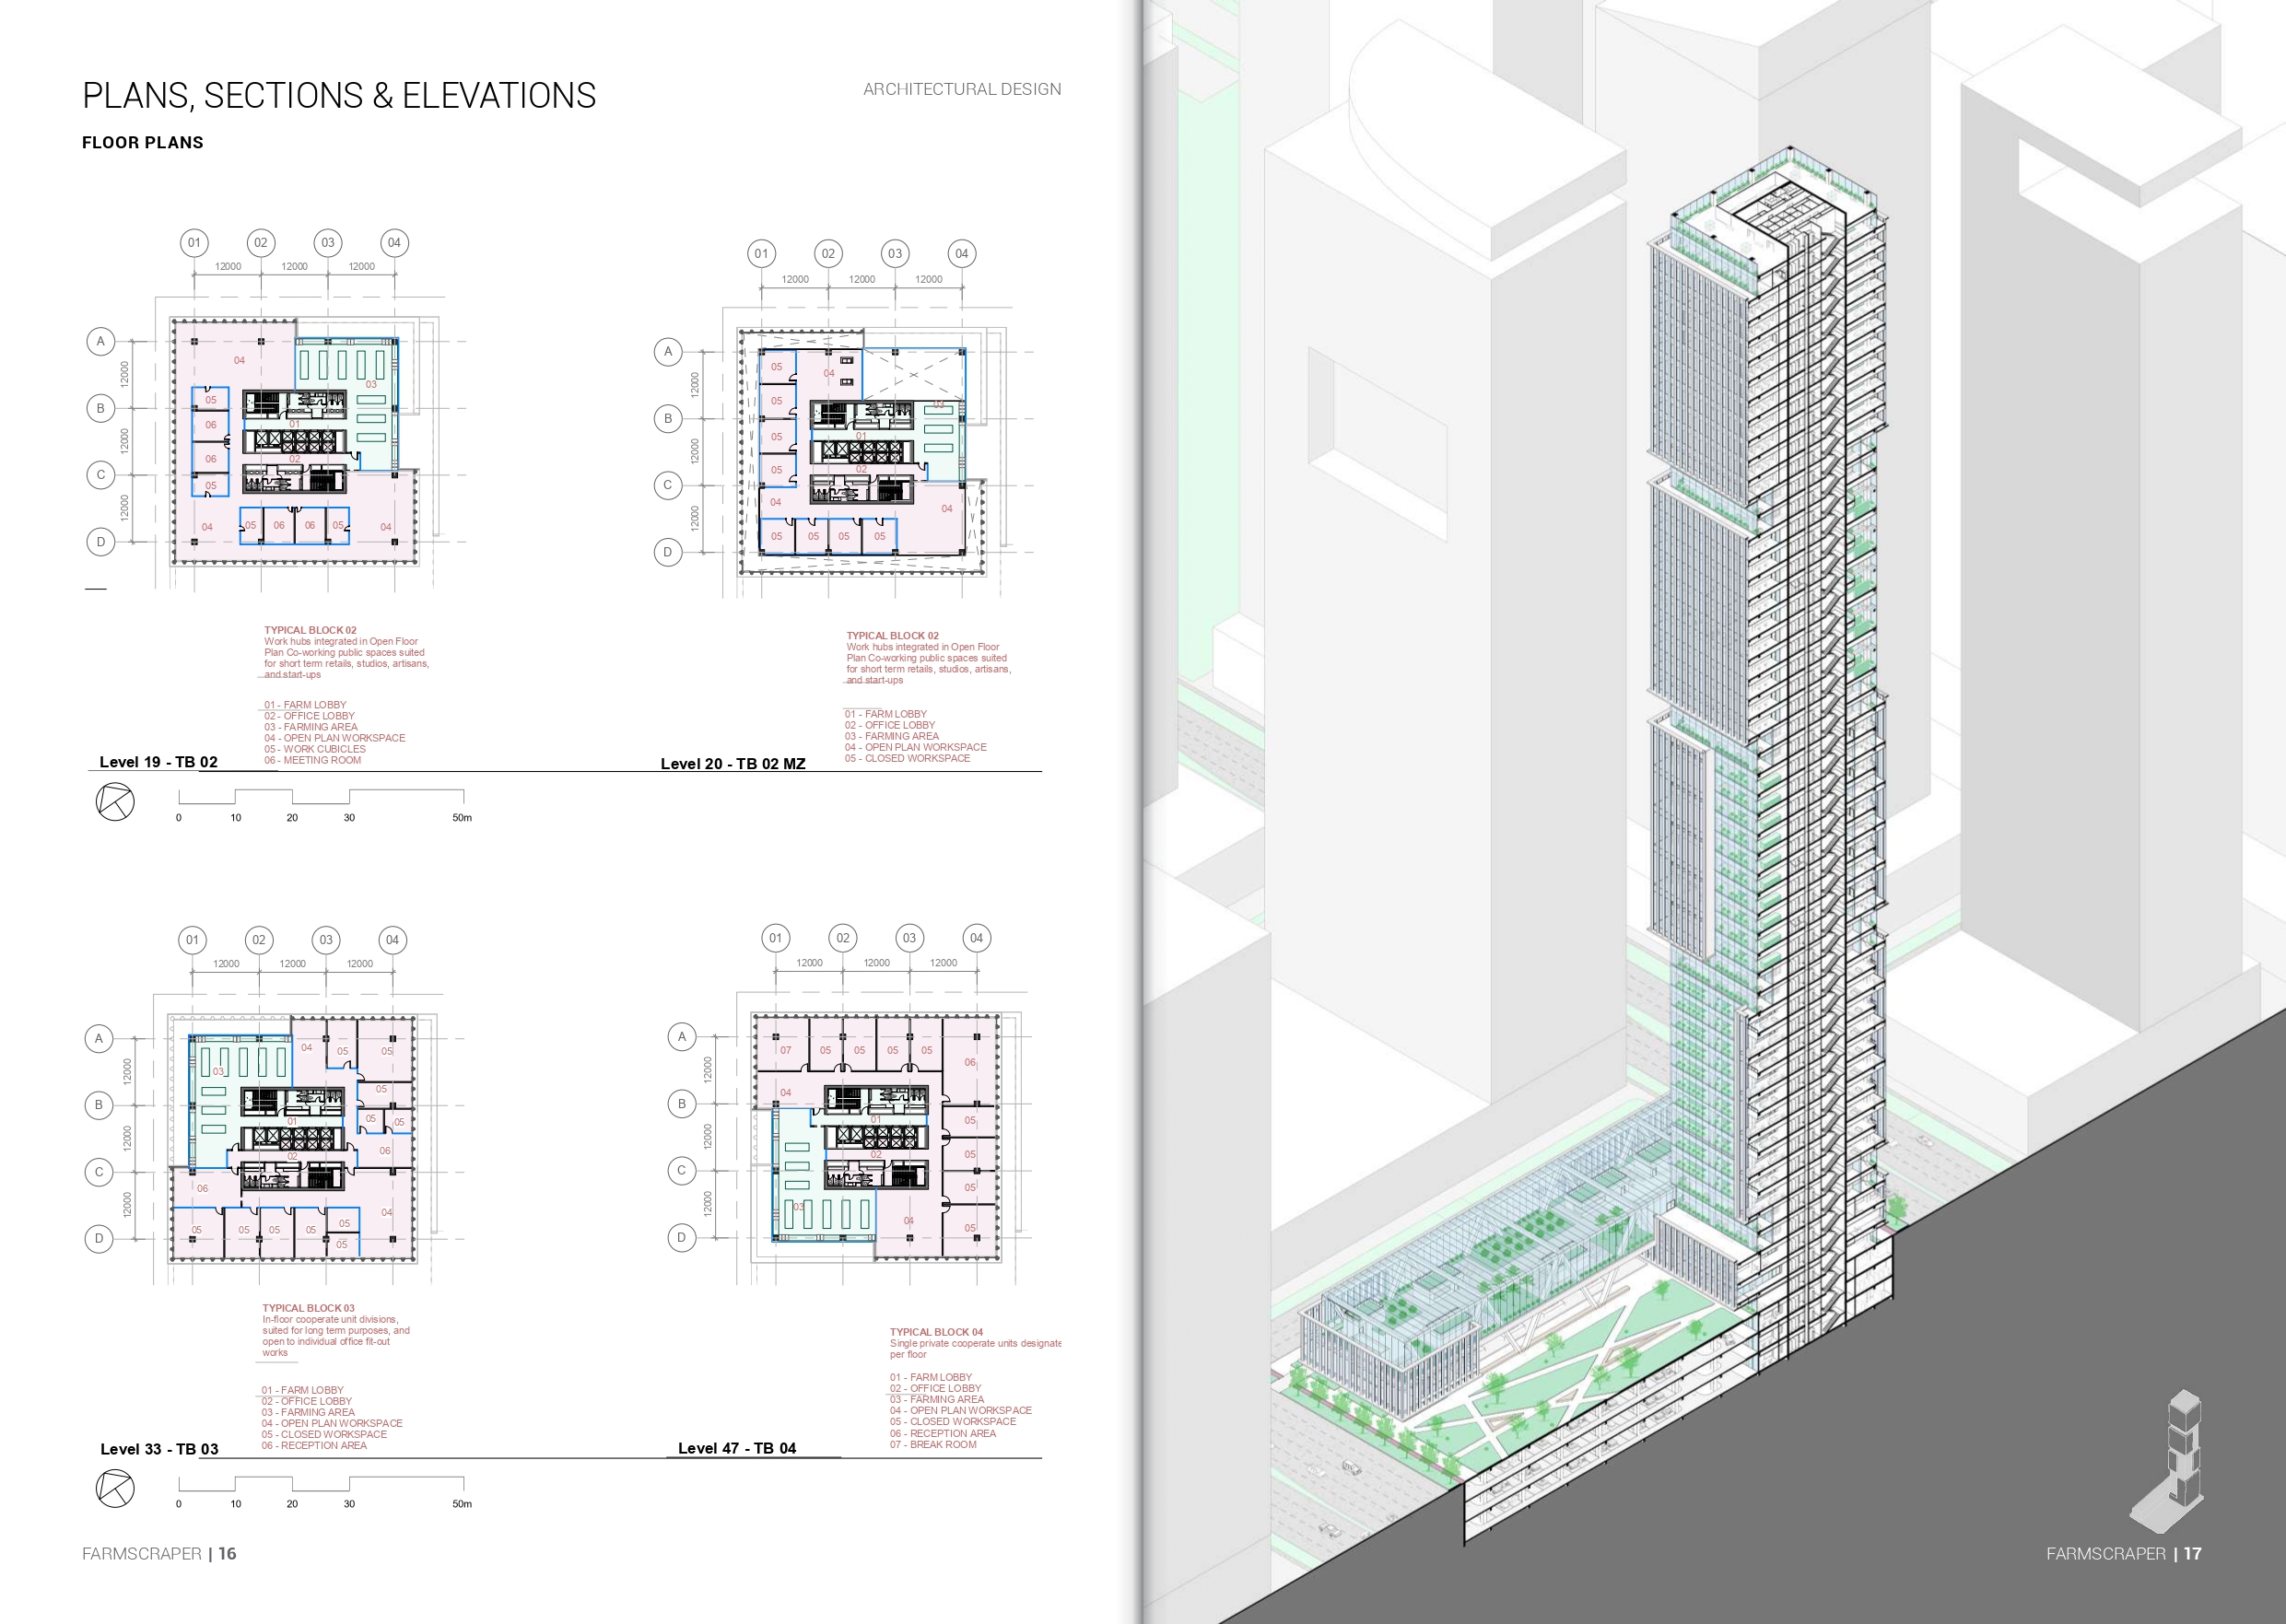 PLANS, SECTIONS & ELEVATIONS
ARCHITECTURAL DESIGN
FLOOR PLANS
01 02 03 04
12000 12000 12000
A
B
C
D
12000
12000
12000
04
03
05
06
01
06
02
05
04 05 06 06 05 04
TYPICAL BLOCK 02
Work hubs integrated in Open Floor
Plan Co-working public spaces suited
for short term retails, studios, artisans,
and start-ups
01 - FARM LOBBY
02 - OFFICE LOBBY
03 - FARMING AREA
04 - OPEN PLAN WORKSPACE
05 - WORK CUBICLES
06 - MEETING ROOM
Level 19 - TB 02
01 02 03 04
12000 12000 12000
A
B
C
D
12000
12000
12000
05 04
05 03
05 01
05 02
04 04
05 05 05 05
TYPICAL BLOCK 02
Work hubs integrated in Open Floor
Plan Co-working public spaces suited
for short term retails, studios, artisans,
and start-ups
01 - FARM LOBBY
02 - OFFICE LOBBY
03 - FARMING AREA
04 - OPEN PLAN WORKSPACE
05 - CLOSED WORKSPACE
Level 20 - TB 02 MZ
0 10 20 30 50m
01 02 03 04
12000 12000 12000
A
B
C
D
12000
12000
12000
04 05 05
03
05
01 05 05
02 06
06
04
05 05 05 05 05
05
TYPICAL BLOCK 03
In-floor cooperate unit divisions,
suited for long term purposes, and
open to individual office fit-out
works
01 - FARM LOBBY
02 - OFFICE LOBBY
03 - FARMING AREA
04 - OPEN PLAN WORKSPACE
05 - CLOSED WORKSPACE
06 - RECEPTION AREA
Level 33 - TB 03
01 02 03 04
12000 12000 12000
A
B
C
D
12000
12000
12000
07 05 05 05 05
06
04
01 05
02 05
05
03 04 05
TYPICAL BLOCK 04
Single private cooperate units designate
per floor
01 - FARM LOBBY
02 - OFFICE LOBBY
03 - FARMING AREA
04 - OPEN PLAN WORKSPACE
05 - CLOSED WORKSPACE
06 - RECEPTION AREA
07 - BREAK ROOM
Level 47 - TB 04
0 10 20 30 50m
FARMSCRAPER | 16
FARMSCRAPER | 17